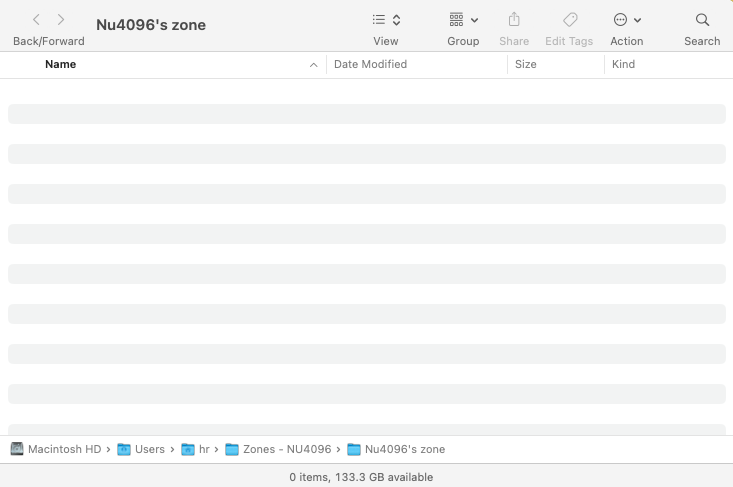 Nu4096's zone
Back/Forward View Group Share Edit Tags Action Search
Name Date Modified Size Kind
Macintosh HD › Users › hr › Zones - NU4096 › Nu4096's zone
0 items, 133.3 GB available